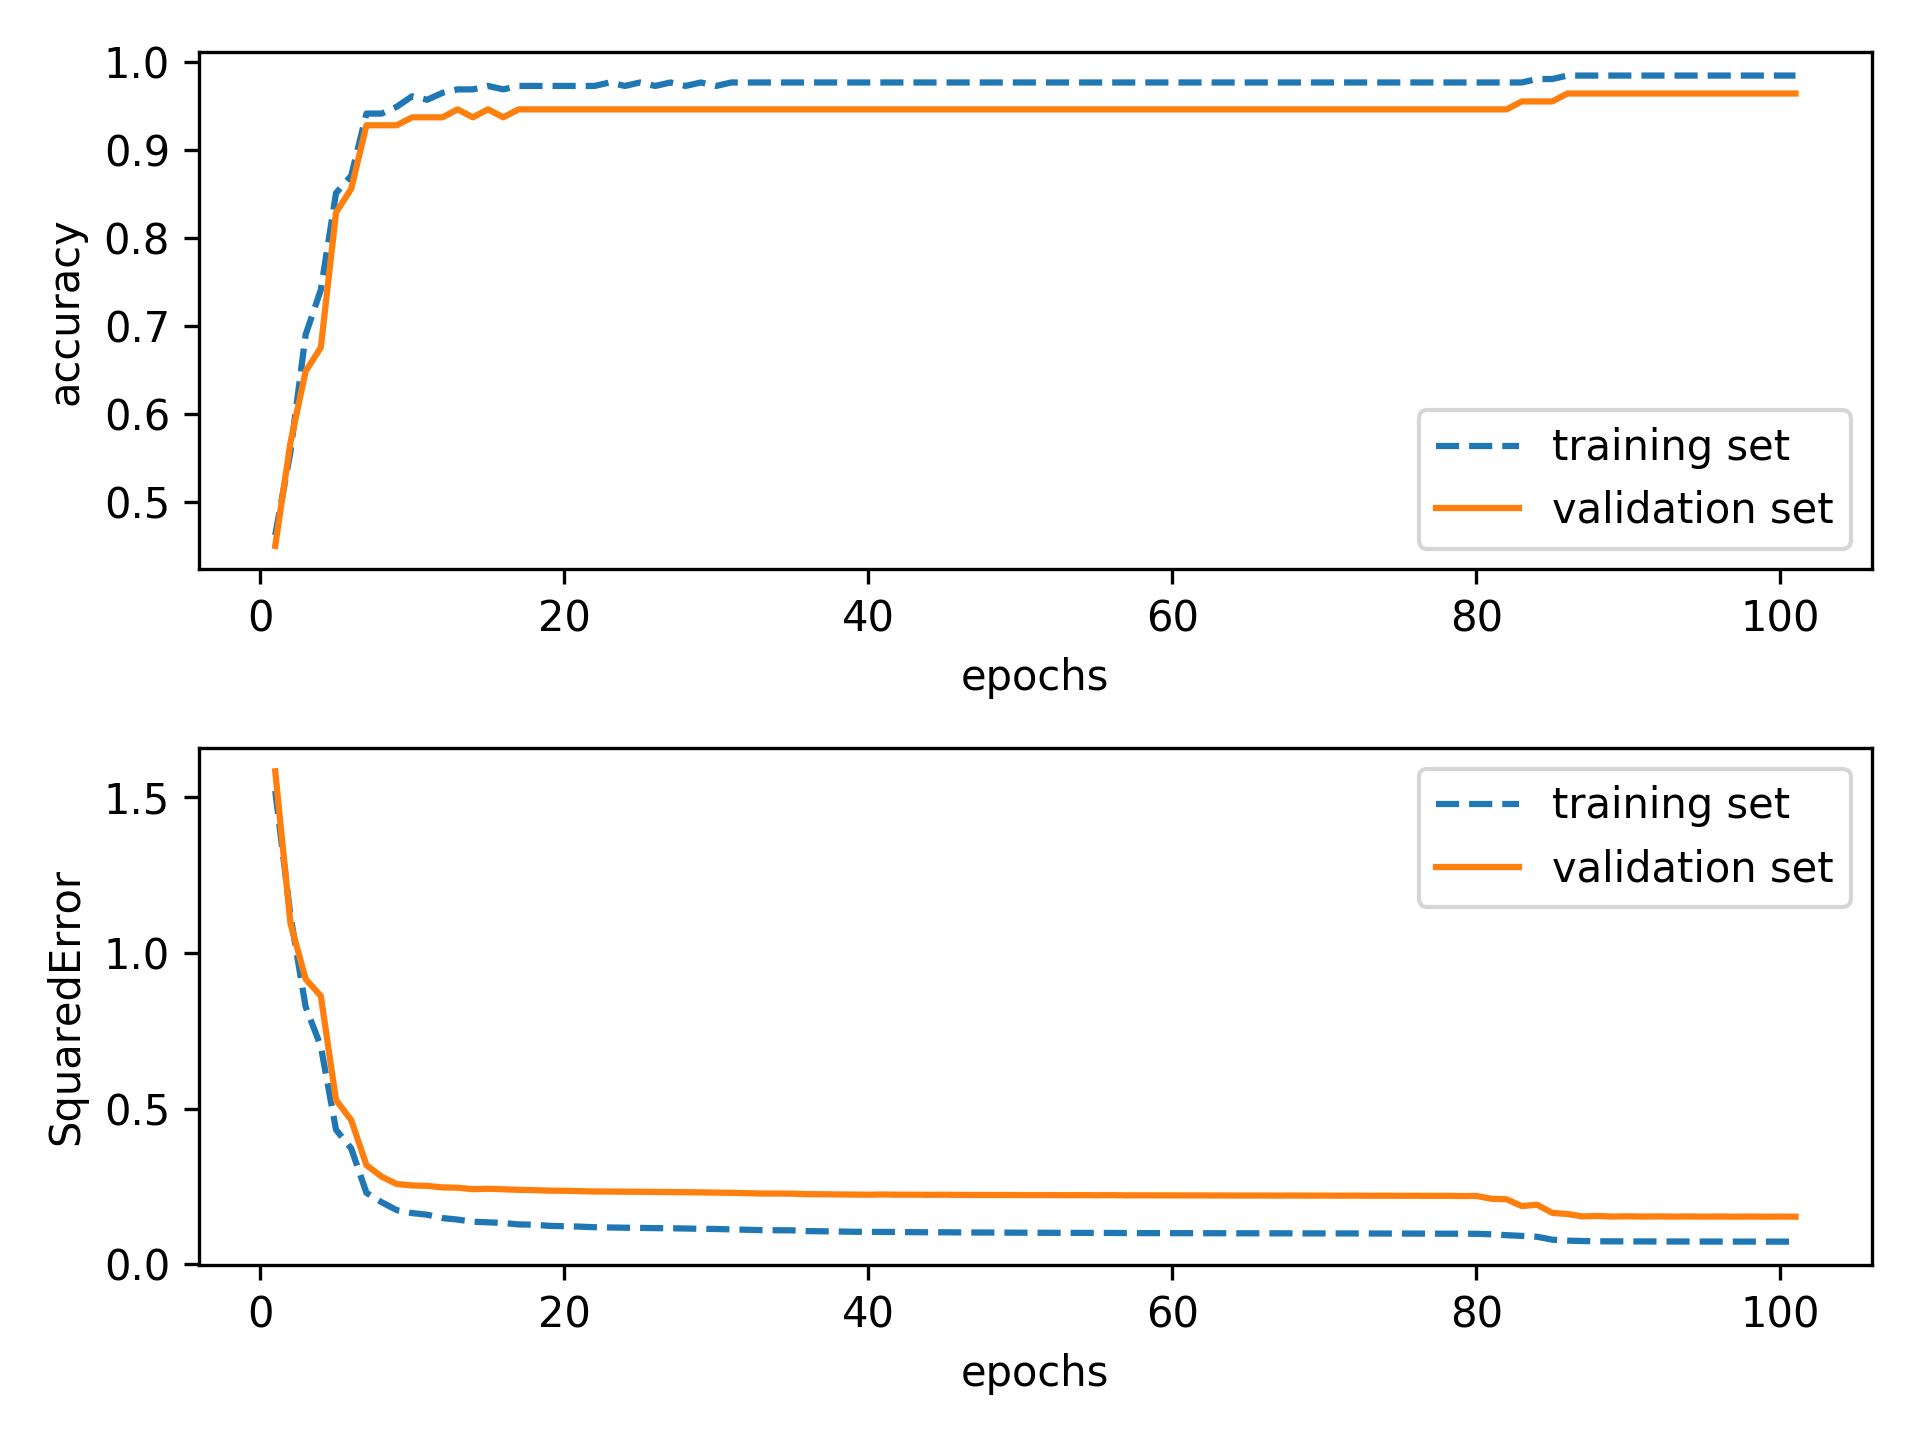 1.0
0.9
0.8
0.7
0.6
0.5
accuracy
training set
validation set
0 20 40 60 80 100
epochs
1.5
1.0
0.5
0.0
SquaredError
training set
validation set
0 20 40 60 80 100
epochs